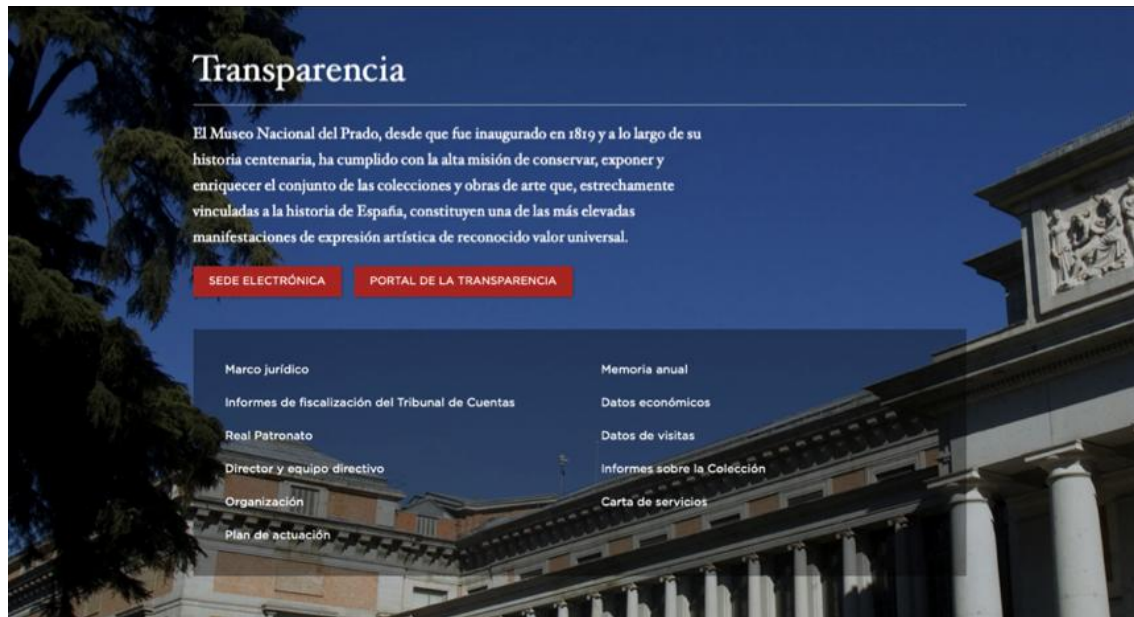 Transparencia
El Museo Nacional del Prado, desde que fue inaugurado en 1819 y a lo largo de su
historia centenaria, ha cumplido con la alta misión de conservar, exponer y
enriquecer el conjunto de las colecciones y obras de arte que, estrechamente
vinculadas a la historia de España, constituyen una de las más elevadas
manifestaciones de expresión artística de reconocido valor universal.
SEDE ELECTRÓNICA
PORTAL DE LA TRANSPARENCIA
Marco jurídico
Informes de fiscalización del Tribunal de Cuentas
Real Patronato
Director y equipo directivo
Organización
Plan de actuación
Memoria anual
Datos económicos
Datos de visitas
Informes sobre la Colección
Carta de servicios